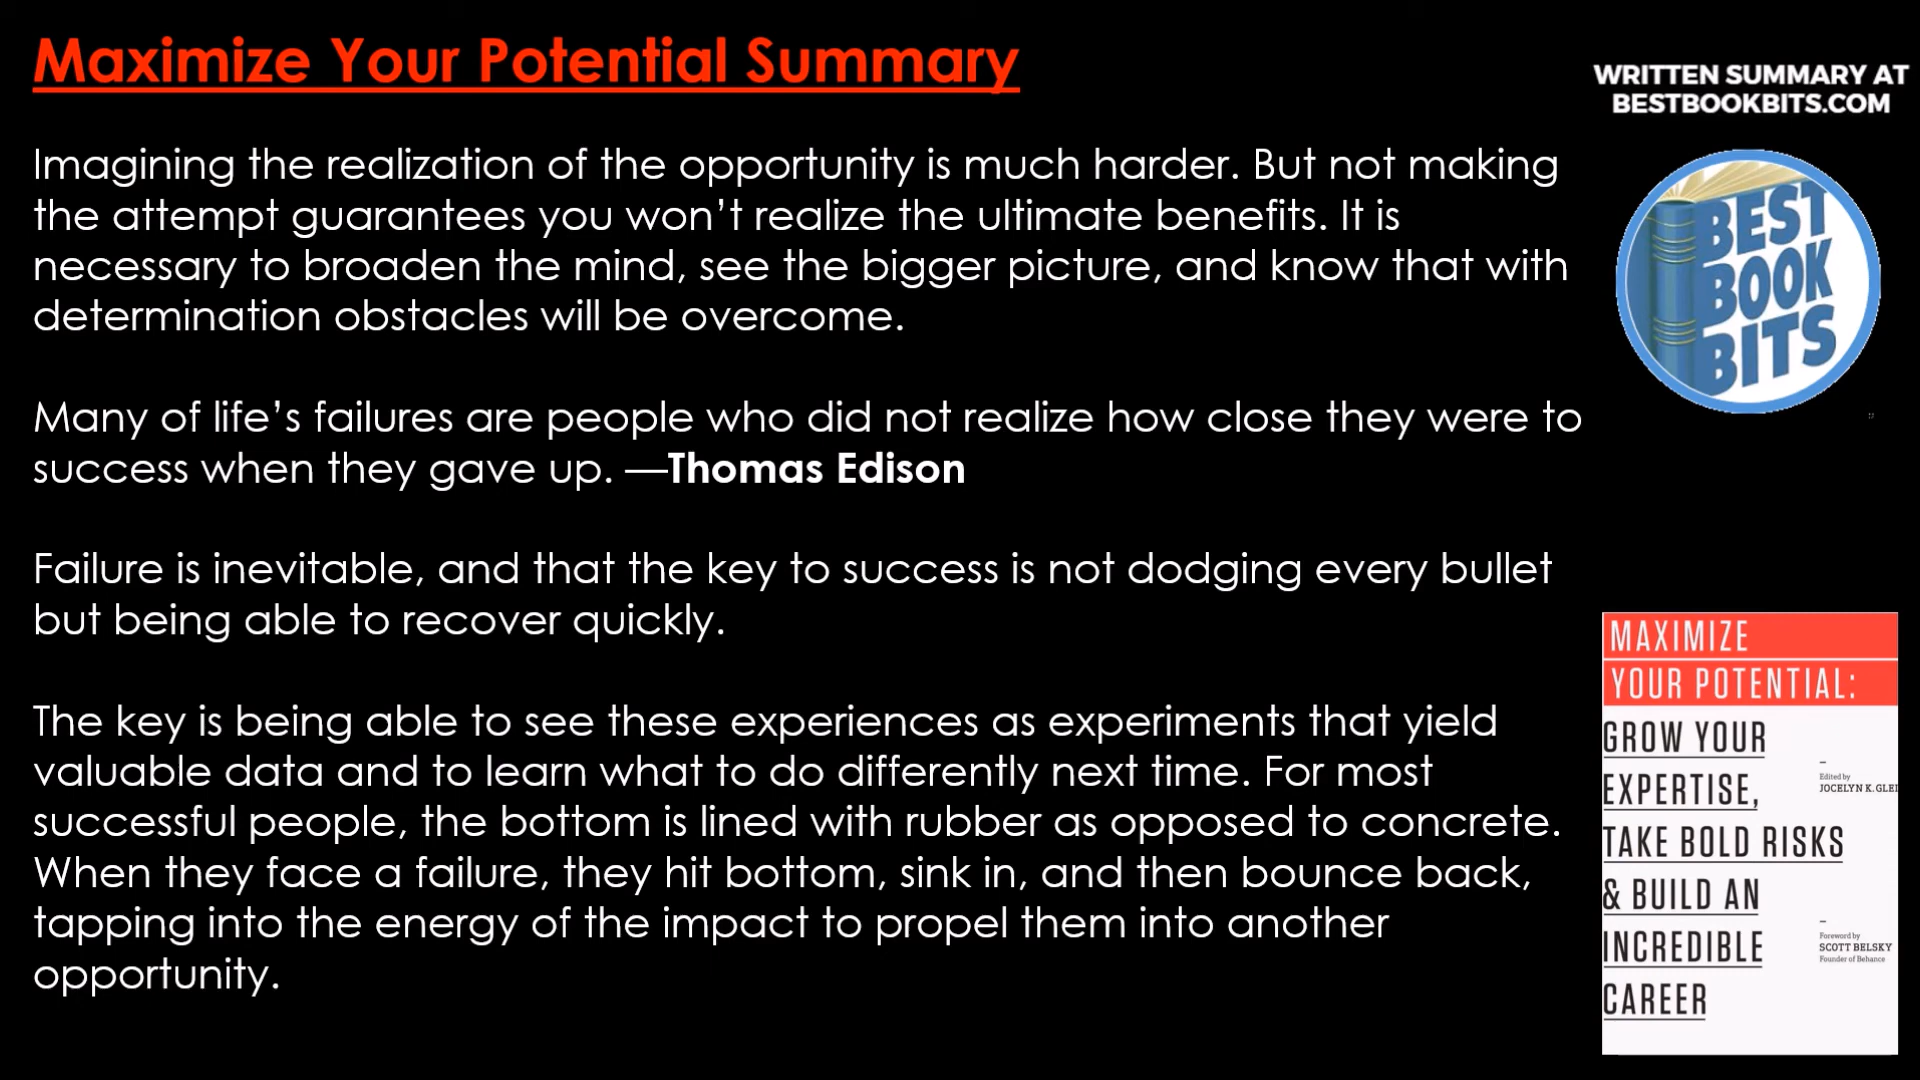 Maximize Your Potential Summary
WRITTEN SUMMARY AT
BESTBOOKBITS.COM
Imagining the realization of the opportunity is much harder. But not making
the attempt guarantees you won’t realize the ultimate benefits. It is
necessary to broaden the mind, see the bigger picture, and know that with
determination obstacles will be overcome.
Many of life’s failures are people who did not realize how close they were to
success when they gave up. —Thomas Edison
Failure is inevitable, and that the key to success is not dodging every bullet
but being able to recover quickly.
The key is being able to see these experiences as experiments that yield
valuable data and to learn what to do differently next time. For most
successful people, the bottom is lined with rubber as opposed to concrete.
When they face a failure, they hit bottom, sink in, and then bounce back,
tapping into the energy of the impact to propel them into another
opportunity.
BEST
BOOK
BITS
MAXIMIZE
YOUR POTENTIAL:
GROW YOUR
EXPERTISE,
TAKE BOLD RISKS
& BUILD AN
INCREDIBLE
CAREER
Edited by
JOCELYN K. GLEI
Foreword by
SCOTT BELSKY
Founder of Behance